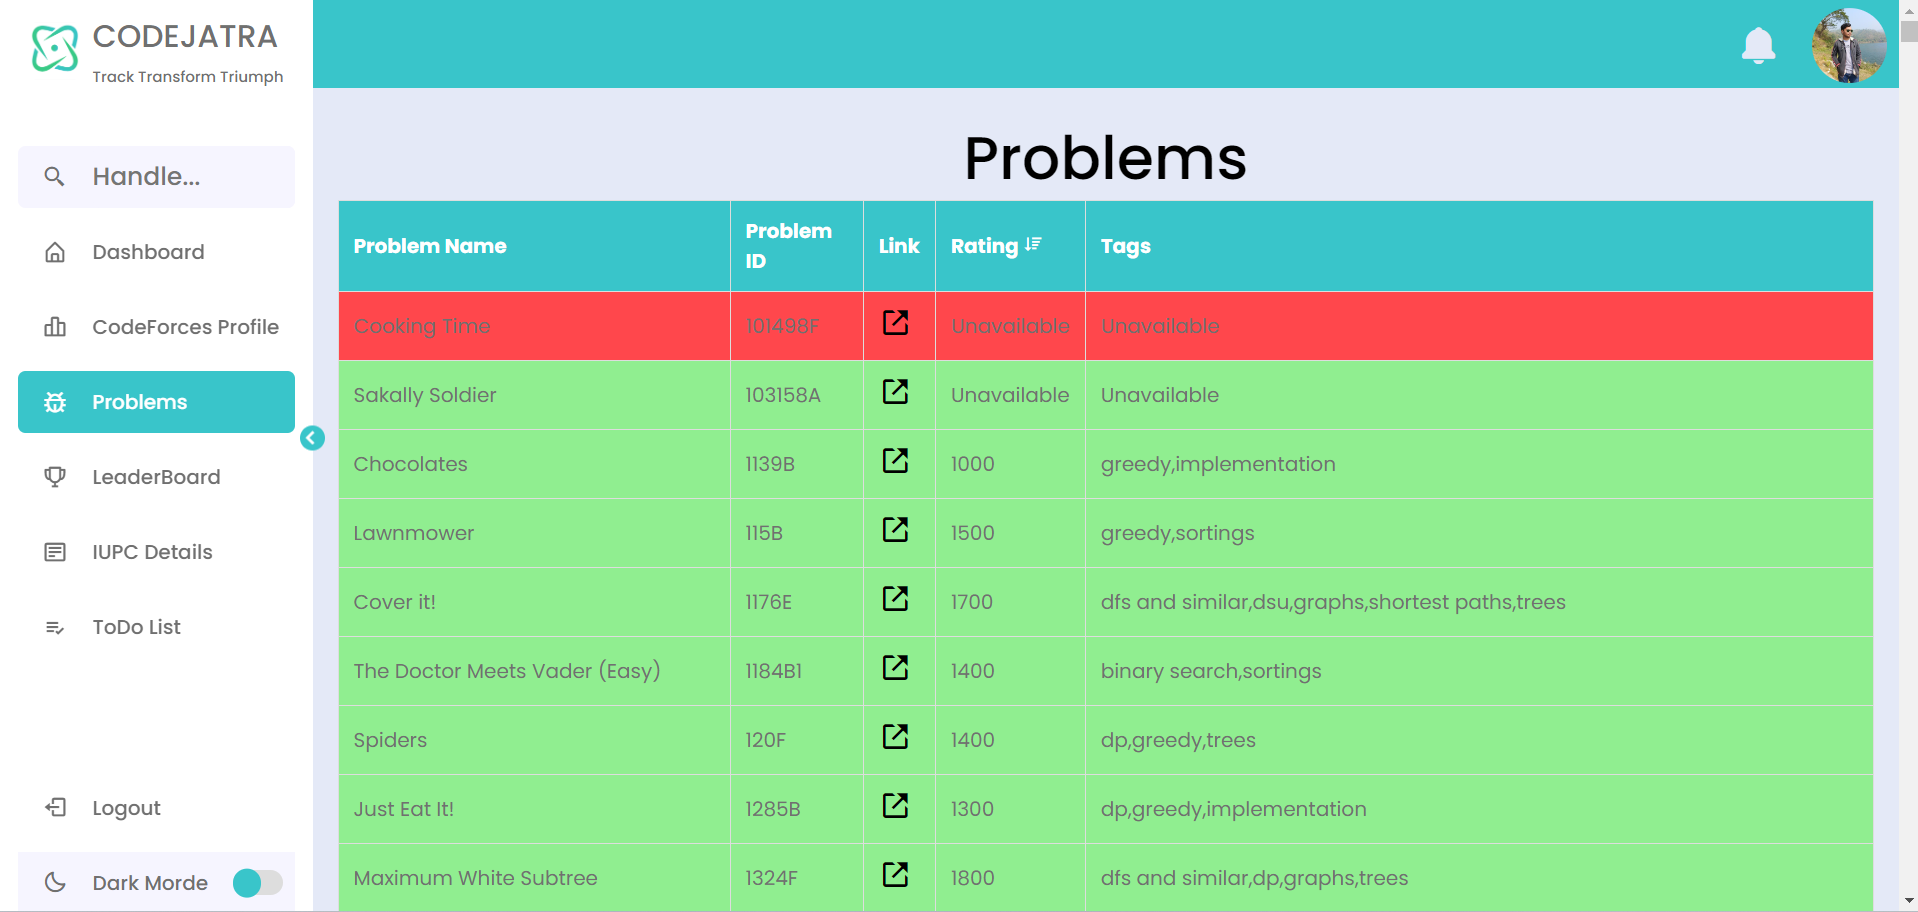 CODEJATRA
Track Transform Triumph
Handle...
Dashboard
CodeForces Profile
Problems
LeaderBoard
IUPC Details
ToDo List
Logout
Dark Morde
Problems
Problem Name Problem ID Link Rating Tags
Cooking Time 101498F Unavailable Unavailable
Sakally Soldier 103158A Unavailable Unavailable
Chocolates 1139B 1000 greedy,implementation
Lawnmower 115B 1500 greedy,sortings
Cover it! 1176E 1700 dfs and similar,dsu,graphs,shortest paths,trees
The Doctor Meets Vader (Easy) 1184B1 1400 binary search,sortings
Spiders 120F 1400 dp,greedy,trees
Just Eat It! 1285B 1300 dp,greedy,implementation
Maximum White Subtree 1324F 1800 dfs and similar,dp,graphs,trees